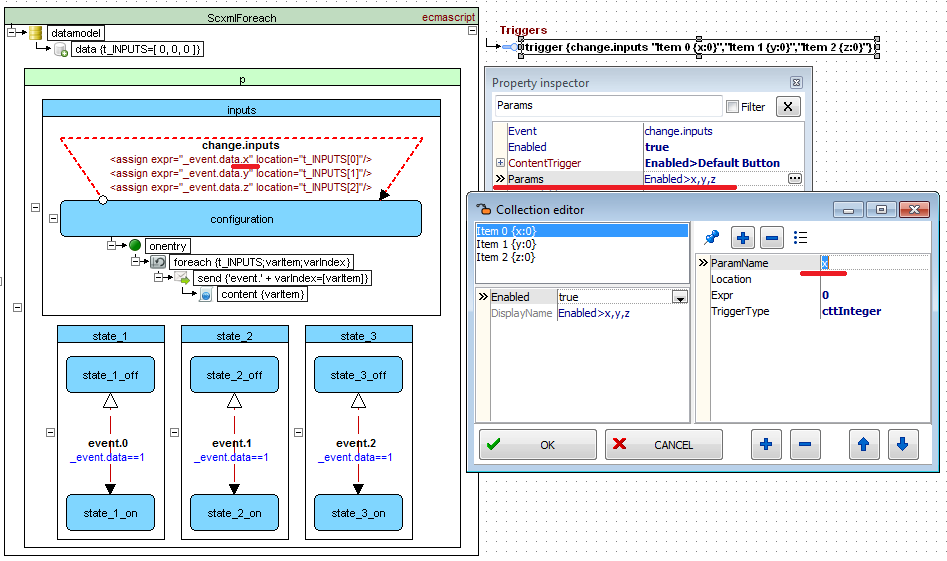 ScxmlForeach
ecmascript
datamodel
data {t_INPUTS=[ 0, 0, 0 ]}
p
inputs
change.inputs
<assign expr="_event.data.x" location="t_INPUTS[0]"/>
<assign expr="_event.data.y" location="t_INPUTS[1]"/>
<assign expr="_event.data.z" location="t_INPUTS[2]"/>
configuration
onentry
foreach {t_INPUTS;varItem;varIndex}
send {'event.' + varIndex=[varItem]}
content {varItem}
state_1
state_1_off
event.0
_event.data==1
state_1_on
state_2
state_2_off
event.1
_event.data==1
state_2_on
state_3
state_3_off
event.2
_event.data==1
state_3_on
Triggers
trigger {change.inputs "Item 0 {x:0}","Item 1 {y:0}","Item 2 {z:0}"}
Property inspector
Params
Filter
X
Event change.inputs
Enabled true
ContentTrigger Enabled>Default Button
Params Enabled>x,y,z
Collection editor
Item 0 {x:0}
Item 1 {y:0}
Item 2 {z:0}
Enabled true
DisplayName Enabled>x,y,z
ParamName x
Location
Expr 0
TriggerType cttInteger
OK
CANCEL